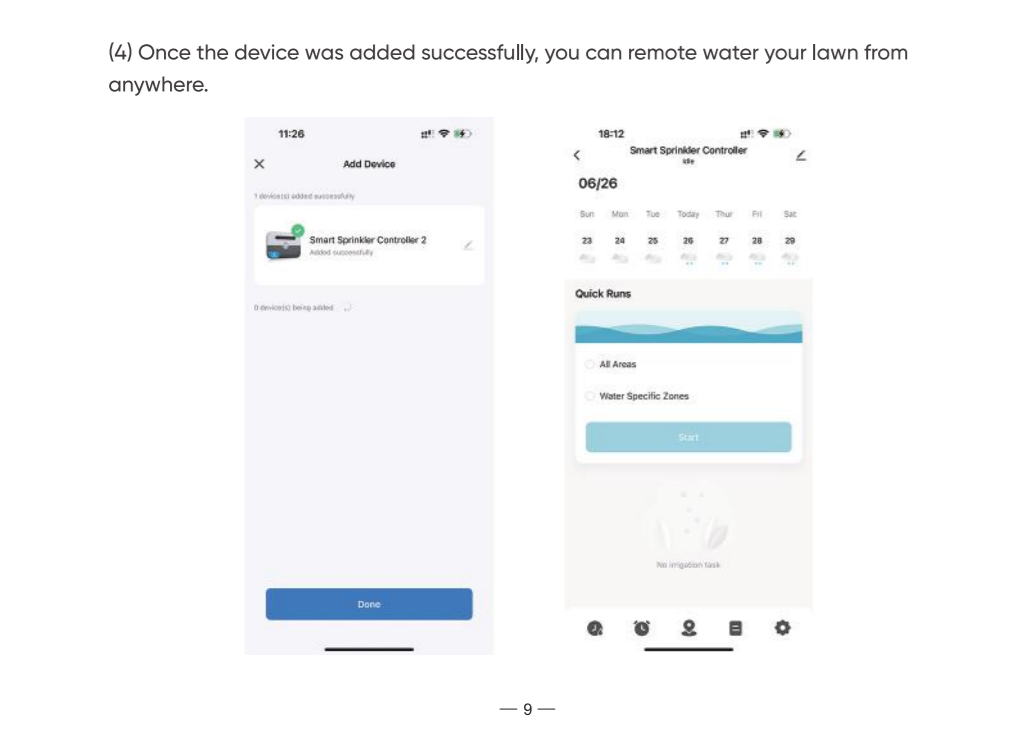 (4) Once the device was added successfully, you can remote water your lawn from
anywhere.
11:26
Add Device
1 device(s) added successfully
Smart Sprinkler Controller 2
Added successfully
0 device(s) being added
Done
18:12
Smart Sprinkler Controller
Idle
06/26
Sun Mon Tue Today Thur Fri Sat
23 24 25 26 27 28 29
Quick Runs
All Areas
Water Specific Zones
Start
No irrigation task
— 9 —